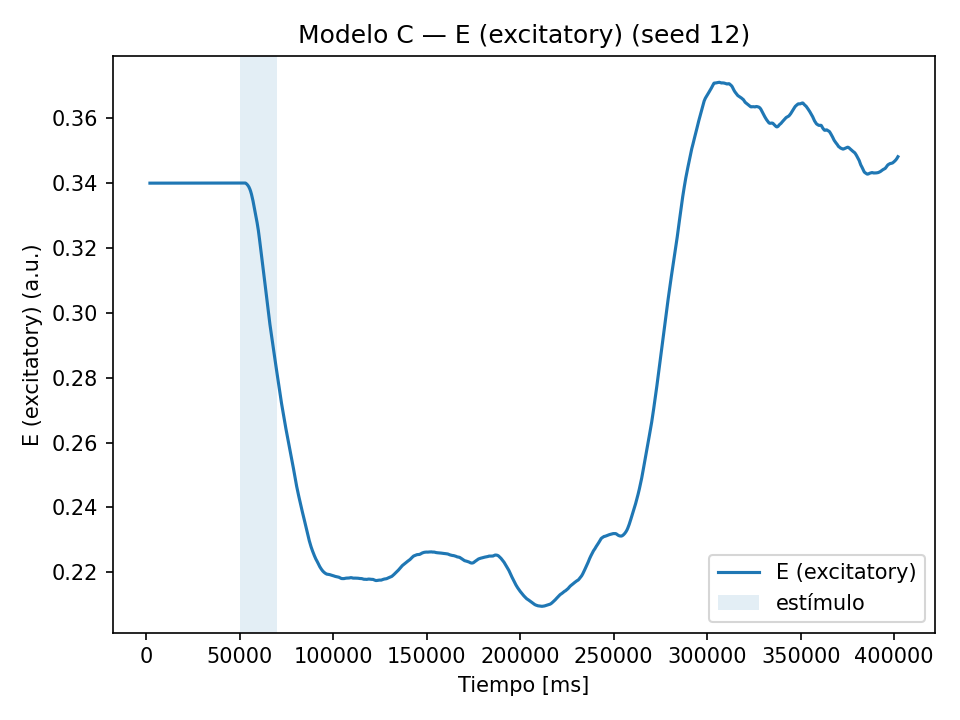 Modelo C — E (excitatory) (seed 12)
E (excitatory) (a.u.)
0.36
0.34
0.32
0.30
0.28
0.26
0.24
0.22
E (excitatory)
estímulo
0 50000 100000 150000 200000 250000 300000 350000 400000
Tiempo [ms]